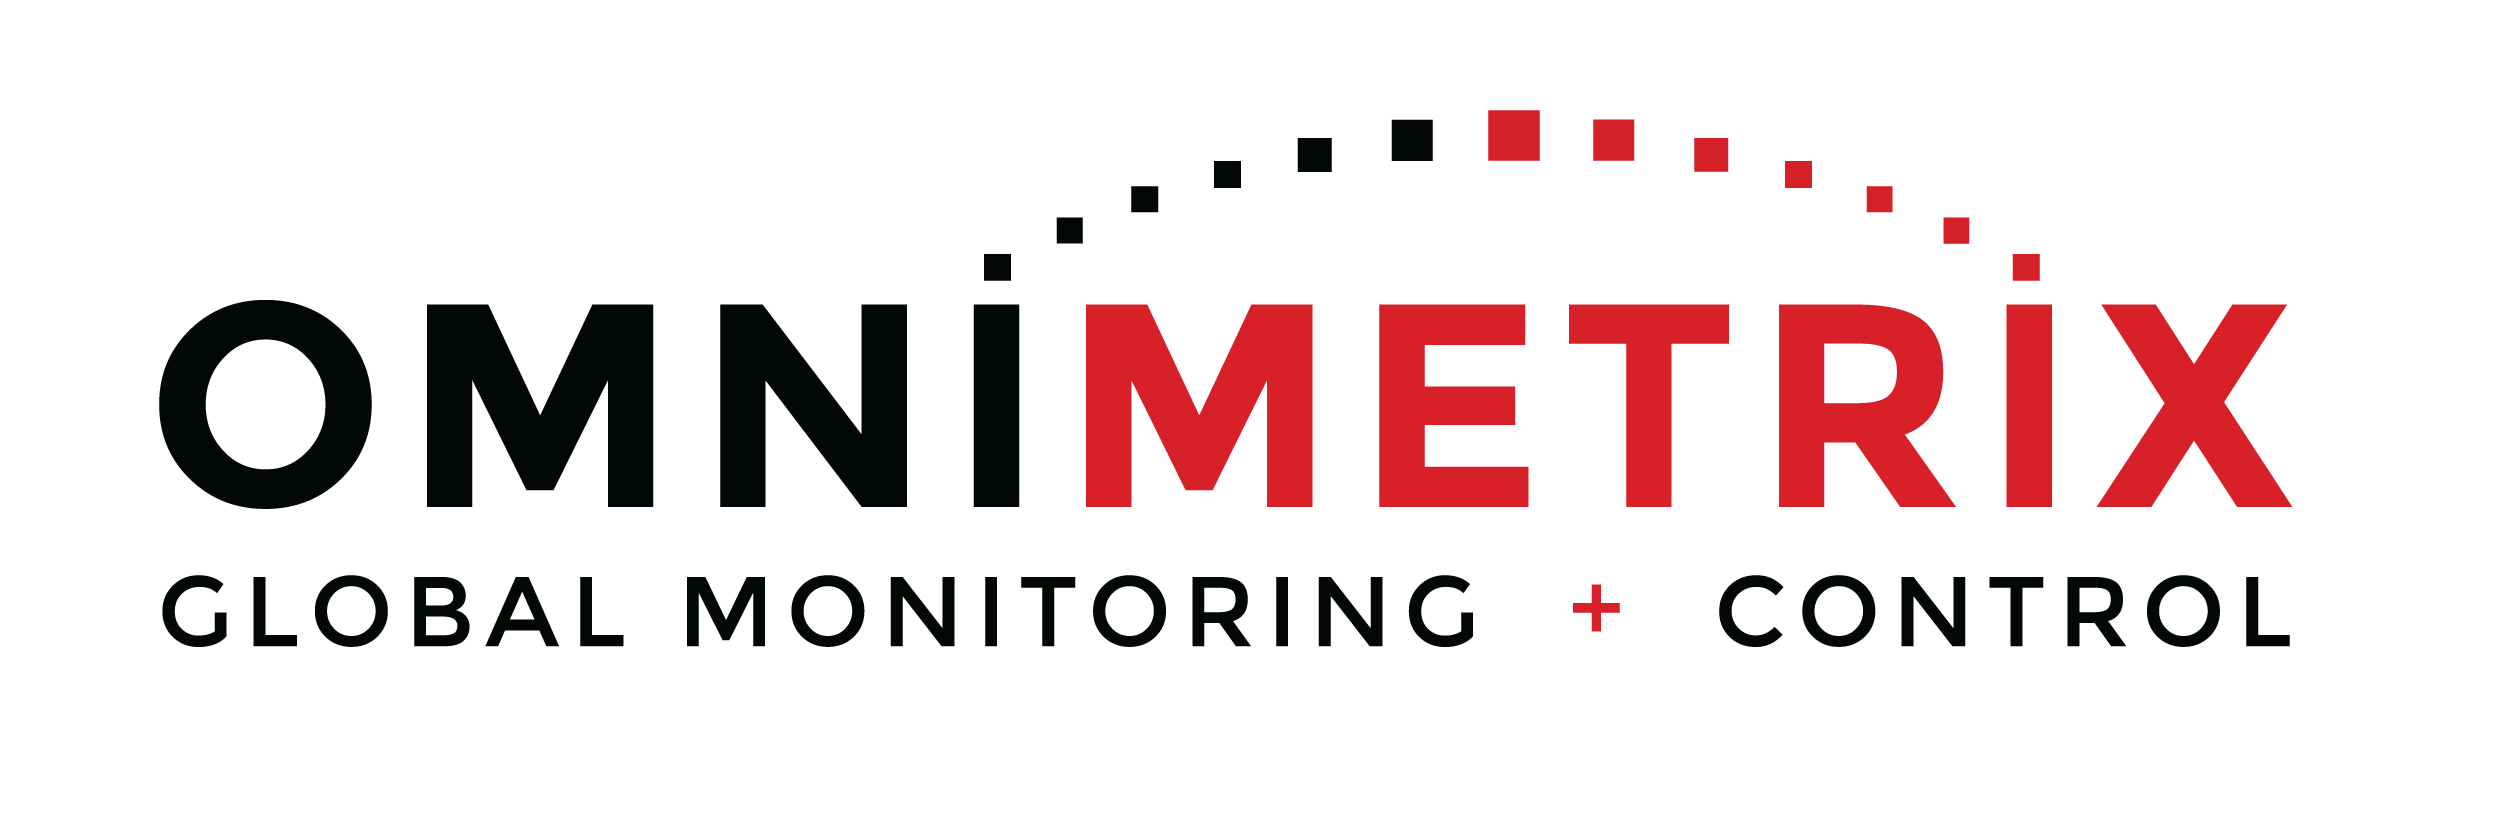 OMNIMETRIX
GLOBAL MONITORING + CONTROL